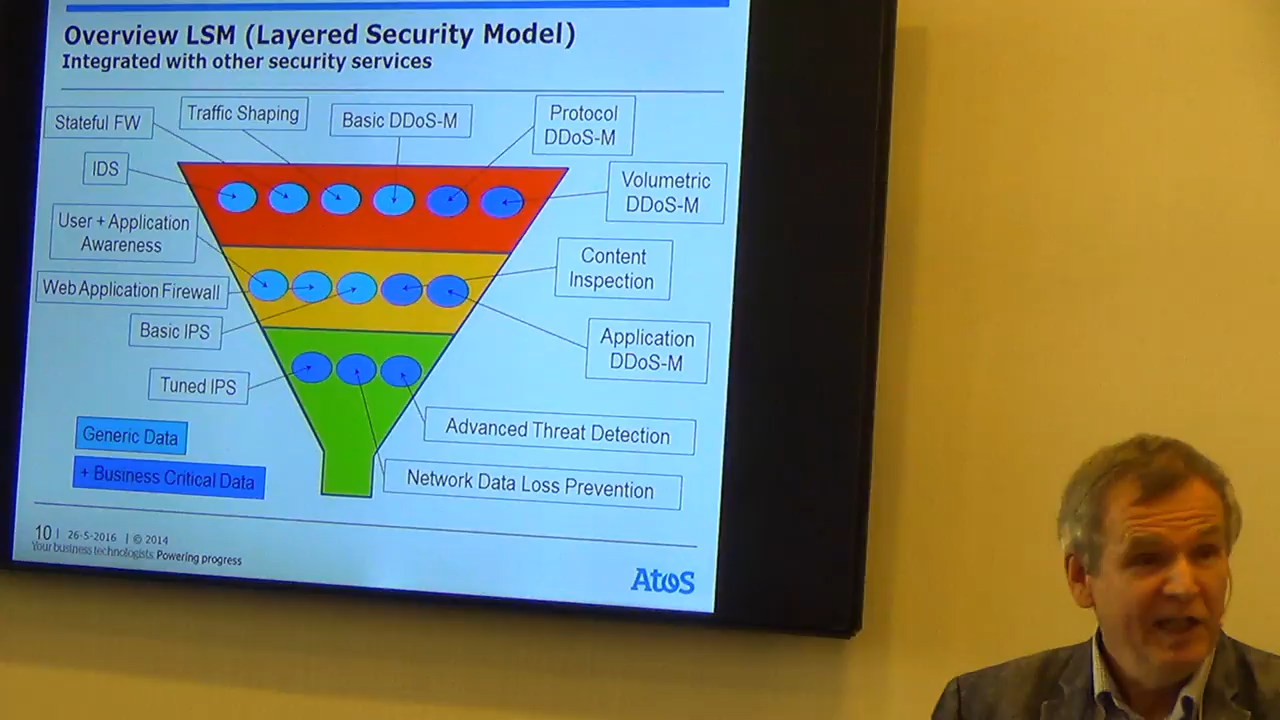 Overview LSM (Layered Security Model)
Integrated with other security services
Stateful FW
Traffic Shaping
Basic DDoS-M
Protocol
DDoS-M
IDS
Volumetric
DDoS-M
User + Application
Awareness
Content
Inspection
Web Application Firewall
Basic IPS
Application
DDoS-M
Tuned IPS
Advanced Threat Detection
Generic Data
Network Data Loss Prevention
+ Business Critical Data
10 | 26-5-2016 | © 2014
Your business technologists. Powering progress
Atos